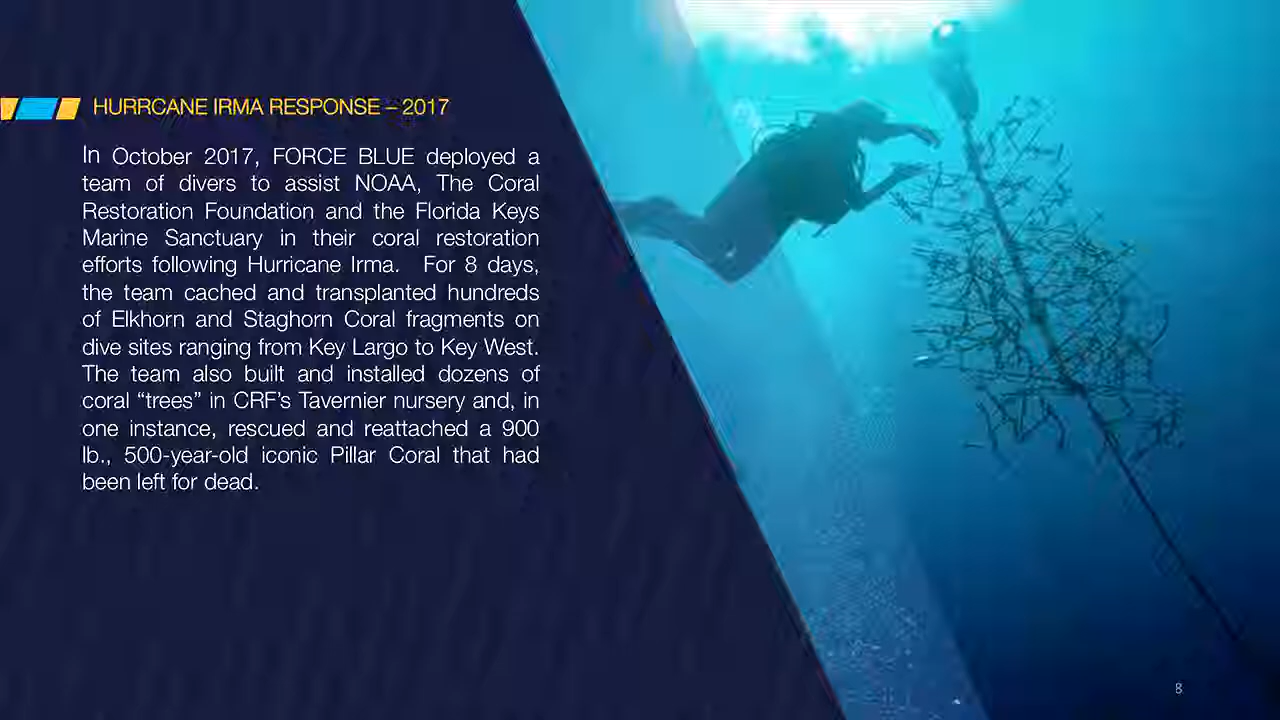 HURRCANE IRMA RESPONSE – 2017
In October 2017, FORCE BLUE deployed a
team of divers to assist NOAA, The Coral
Restoration Foundation and the Florida Keys
Marine Sanctuary in their coral restoration
efforts following Hurricane Irma. For 8 days,
the team cached and transplanted hundreds
of Elkhorn and Staghorn Coral fragments on
dive sites ranging from Key Largo to Key West.
The team also built and installed dozens of
coral “trees” in CRF’s Tavernier nursery and, in
one instance, rescued and reattached a 900
lb., 500-year-old iconic Pillar Coral that had
been left for dead.
8